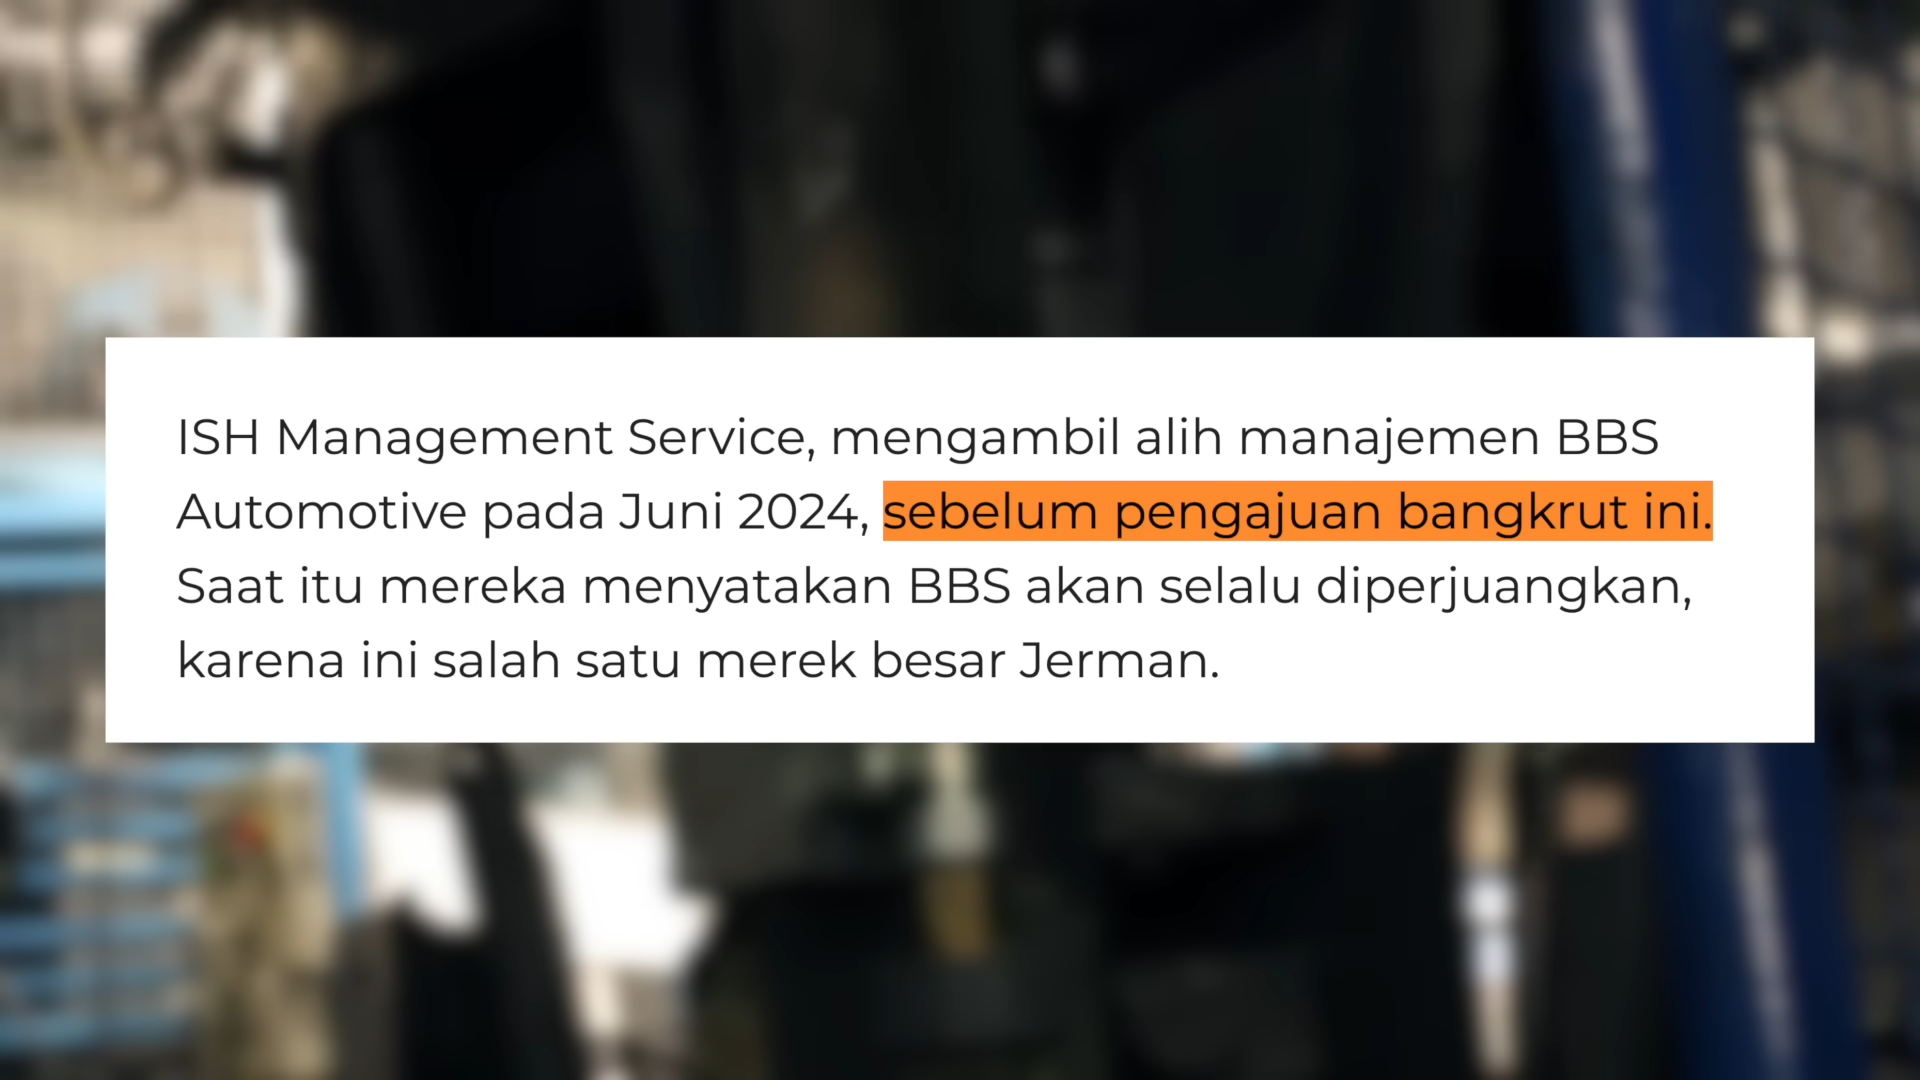 ISH Management Service, mengambil alih manajemen BBS
Automotive pada Juni 2024, sebelum pengajuan bangkrut ini.
Saat itu mereka menyatakan BBS akan selalu diperjuangkan,
karena ini salah satu merek besar Jerman.